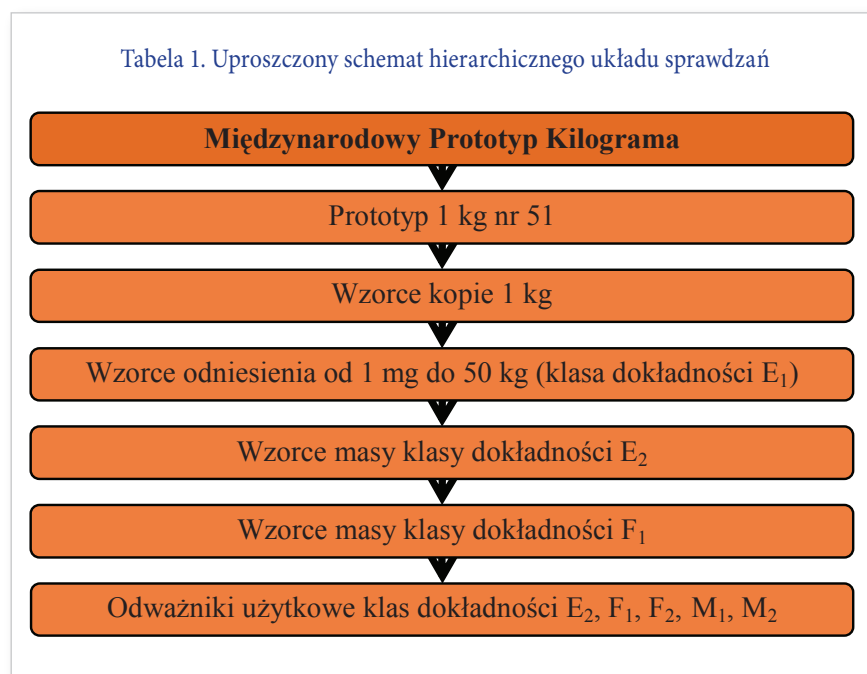 Tabela 1. Uproszczony schemat hierarchicznego układu sprawdzań
Międzynarodowy Prototyp Kilograma
Prototyp 1 kg nr 51
Wzorce kopie 1 kg
Wzorce odniesienia od 1 mg do 50 kg (klasa dokładności E₁)
Wzorce masy klasy dokładności E₂
Wzorce masy klasy dokładności F₁
Odważniki użytkowe klas dokładności E₂, F₁, F₂, M₁, M₂